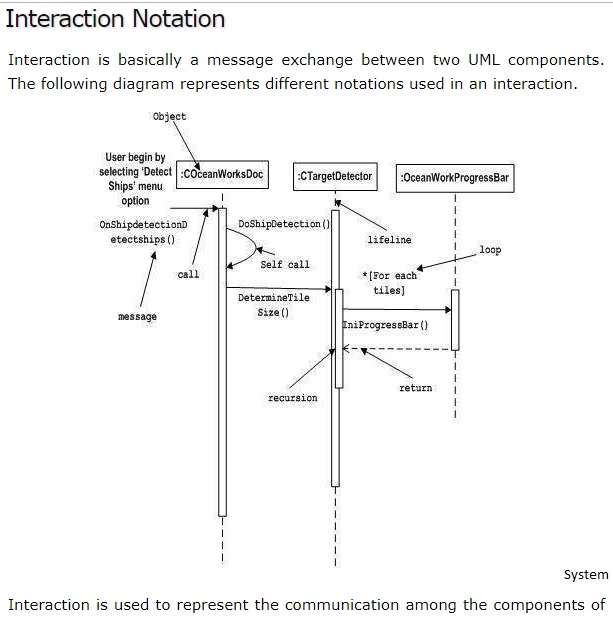 Interaction Notation
Interaction is basically a message exchange between two UML components.
The following diagram represents different notations used in an interaction.
Object
User begin by
selecting 'Detect
Ships' menu
option
:COceanWorksDoc
:CTargetDetector
:OceanWorkProgressBar
OnShipdetectionD
etectships()
DoShipDetection()
lifeline
loop
call
Self call
*[For each
tiles]
message
DetermineTile
Size()
IniProgressBar()
recursion
return
System
Interaction is used to represent the communication among the components of